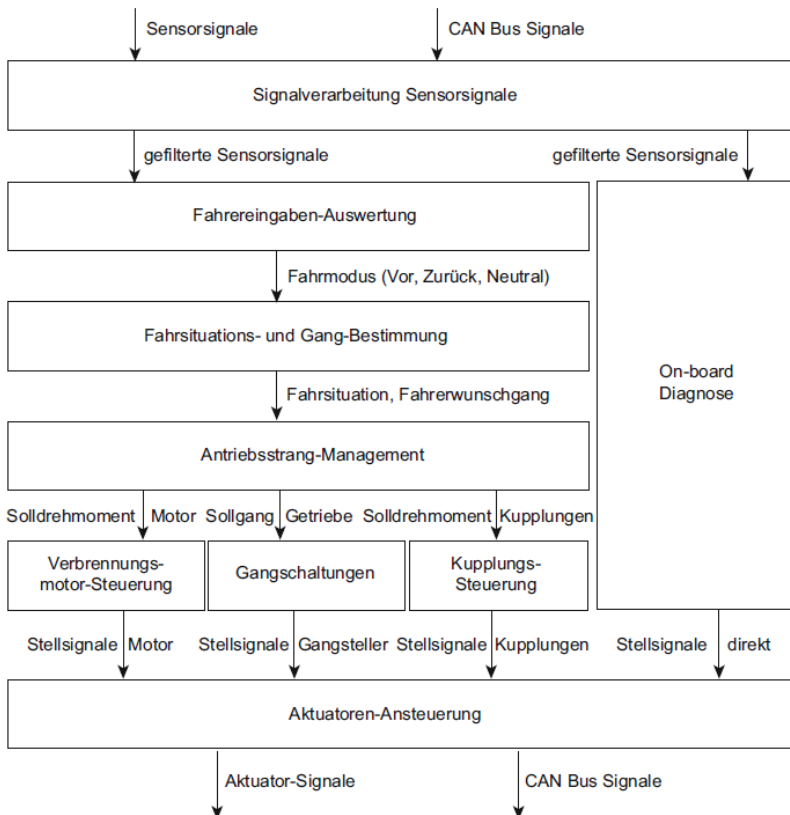 Sensorsignale
CAN Bus Signale
Signalverarbeitung Sensorsignale
gefilterte Sensorsignale
gefilterte Sensorsignale
Fahrereingaben-Auswertung
Fahrmodus (Vor, Zurück, Neutral)
Fahrsituations- und Gang-Bestimmung
On-board
Diagnose
Fahrsituation, Fahrerwunschgang
Antriebsstrang-Management
Solldrehmoment Motor
Sollgang Getriebe
Solldrehmoment Kupplungen
Verbrennungs-
motor-Steuerung
Gangschaltungen
Kupplungs-
Steuerung
Stellsignale Motor
Stellsignale Gangsteller
Stellsignale Kupplungen
Stellsignale direkt
Aktuatoren-Ansteuerung
Aktuator-Signale
CAN Bus Signale